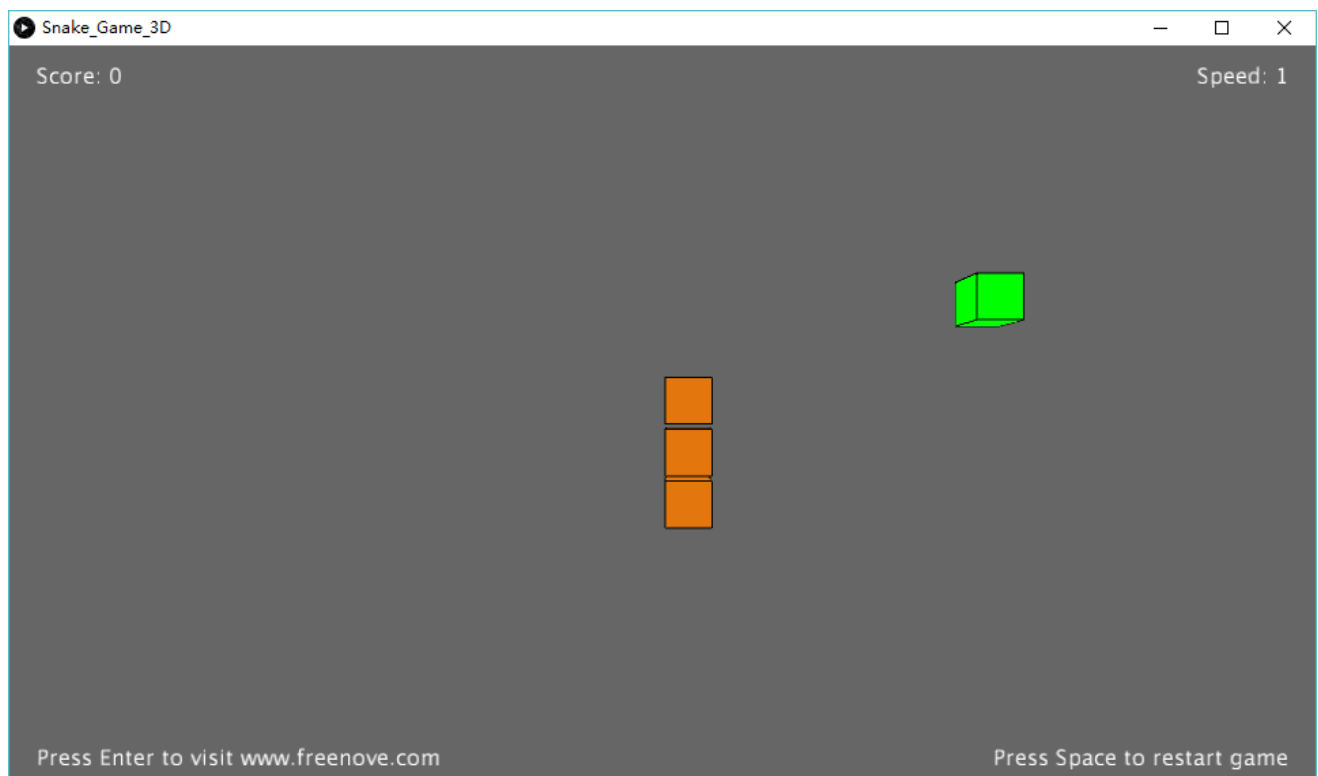 Snake_Game_3D
Score: 0
Speed: 1
Press Enter to visit www.freenove.com
Press Space to restart game